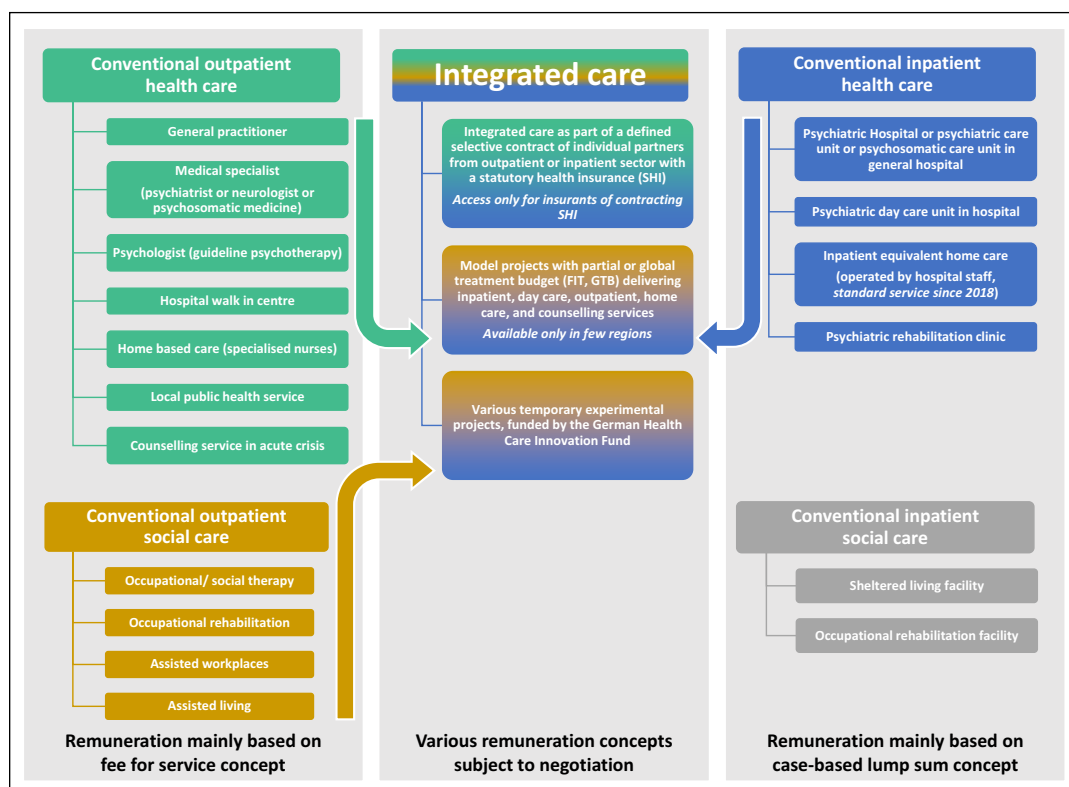 Conventional outpatient
health care
General practitioner
Medical specialist
(psychiatrist or neurologist or
psychosomatic medicine)
Psychologist (guideline psychotherapy)
Hospital walk in centre
Home based care (specialised nurses)
Local public health service
Counselling service in acute crisis
Conventional outpatient
social care
Occupational/ social therapy
Occupational rehabilitation
Assisted workplaces
Assisted living
Remuneration mainly based on
fee for service concept
Integrated care
Integrated care as part of a defined
selective contract of individual partners
from outpatient or inpatient sector with
a statutory health insurance (SHI)
Access only for insurants of contracting
SHI
Model projects with partial or global
treatment budget (FIT, GTB) delivering
inpatient, day care, outpatient, home
care, and counselling services
Available only in few regions
Various temporary experimental
projects, funded by the German Health
Care Innovation Fund
Various remuneration concepts
subject to negotiation
Conventional inpatient
health care
Psychiatric Hospital or psychiatric care
unit or psychosomatic care unit in
general hospital
Psychiatric day care unit in hospital
Inpatient equivalent home care
(operated by hospital staff,
standard service since 2018)
Psychiatric rehabilitation clinic
Conventional inpatient
social care
Sheltered living facility
Occupational rehabilitation facility
Remuneration mainly based on
case-based lump sum concept